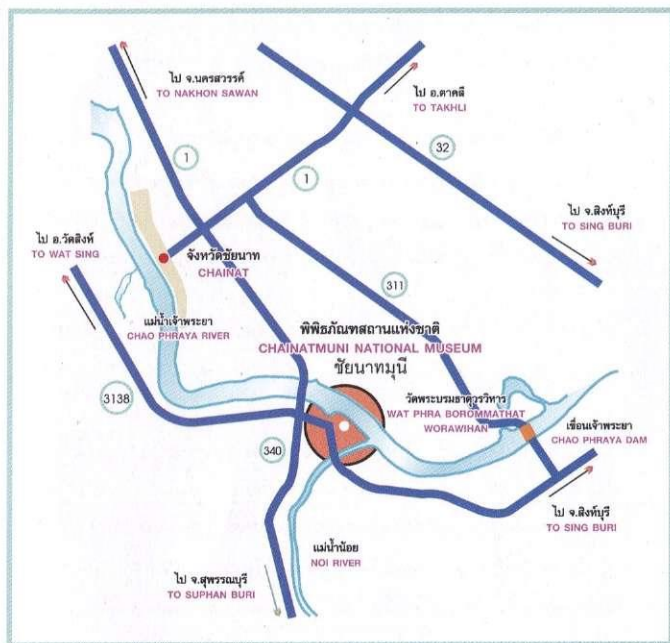 ไป จ.นครสวรรค์
TO NAKHON SAWAN
ไป อ.ตาคลี
TO TAKHLI
1
1
32
ไป จ.สิงห์บุรี
TO SING BURI
ไป อ.วัดสิงห์
TO WAT SING
จังหวัดชัยนาท
CHAINAT
311
แม่น้ำเจ้าพระยา
CHAO PHRAYA RIVER
พิพิธภัณฑสถานแห่งชาติ
CHAINATMUNI NATIONAL MUSEUM
ชัยนาทมุนี
3138
วัดพระบรมธาตุวรวิหาร
WAT PHRA BOROMMATHAT
WORAWIHAN
เขื่อนเจ้าพระยา
CHAO PHRAYA DAM
340
ไป จ.สิงห์บุรี
TO SING BURI
แม่น้ำน้อย
NOI RIVER
ไป จ.สุพรรณบุรี
TO SUPHAN BURI